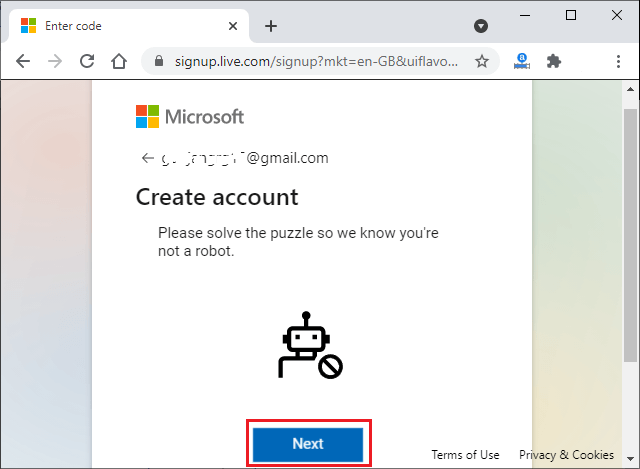 Enter code
signup.live.com/signup?mkt=en-GB&uiflavo...
Microsoft
@gmail.com
Create account
Please solve the puzzle so we know you're
not a robot.
Next
Terms of Use Privacy & Cookies